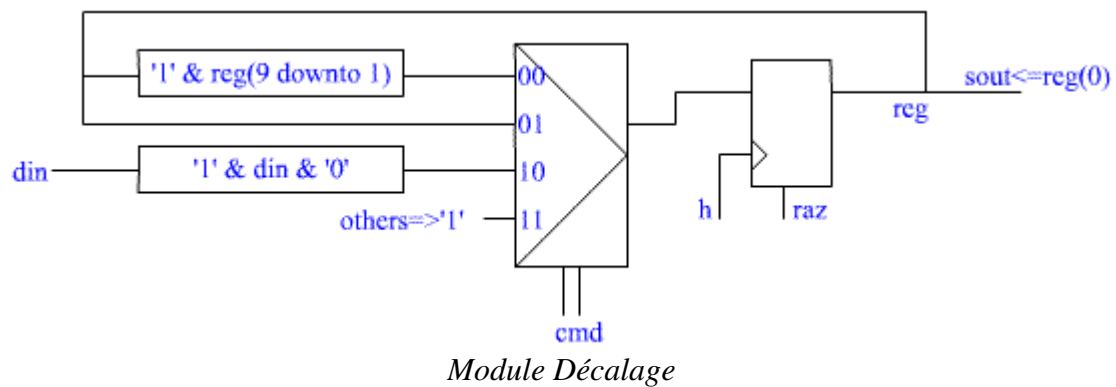 '1' & reg(9 downto 1)
00
sout<=reg(0)
reg
01
din
'1' & din & '0'
10
others=>'1'
11
h
raz
cmd
Module Décalage